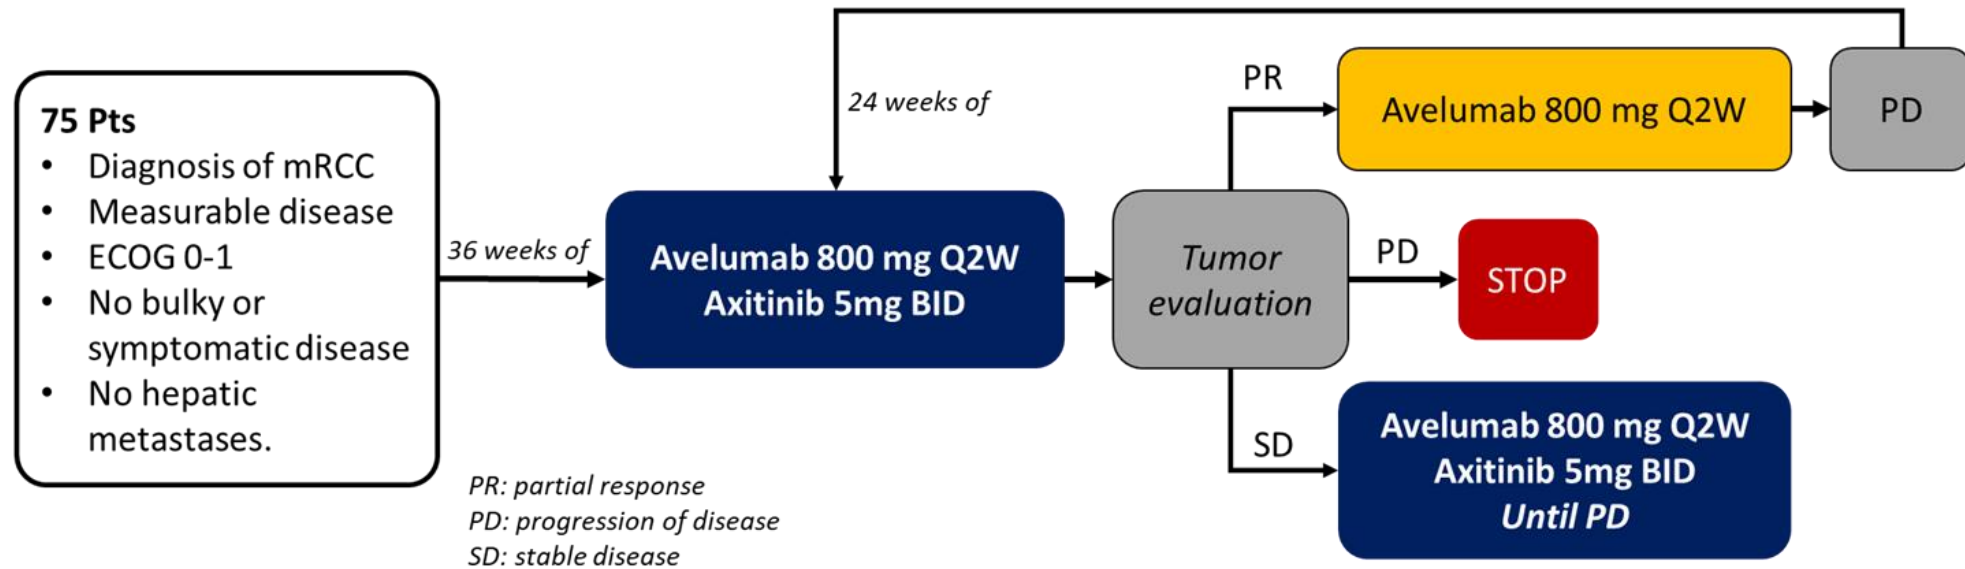 75 Pts
• Diagnosis of mRCC
• Measurable disease
• ECOG 0-1
• No bulky or
symptomatic disease
• No hepatic
metastases.
36 weeks of
24 weeks of
Avelumab 800 mg Q2W
Axitinib 5mg BID
Tumor
evaluation
PR
Avelumab 800 mg Q2W
PD
PD
STOP
SD
Avelumab 800 mg Q2W
Axitinib 5mg BID
Until PD
PR: partial response
PD: progression of disease
SD: stable disease